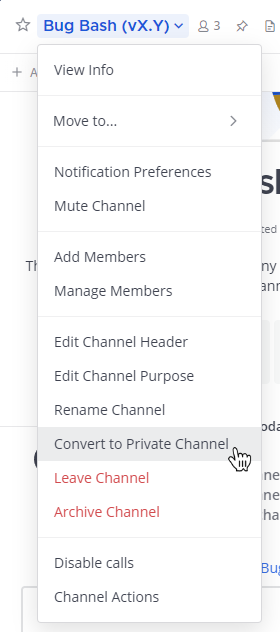 Bug Bash (vX.Y) 3
View Info
Move to...
Notification Preferences
Mute Channel
Add Members
Manage Members
Edit Channel Header
Edit Channel Purpose
Rename Channel
Convert to Private Channel
Leave Channel
Archive Channel
Disable calls
Channel Actions